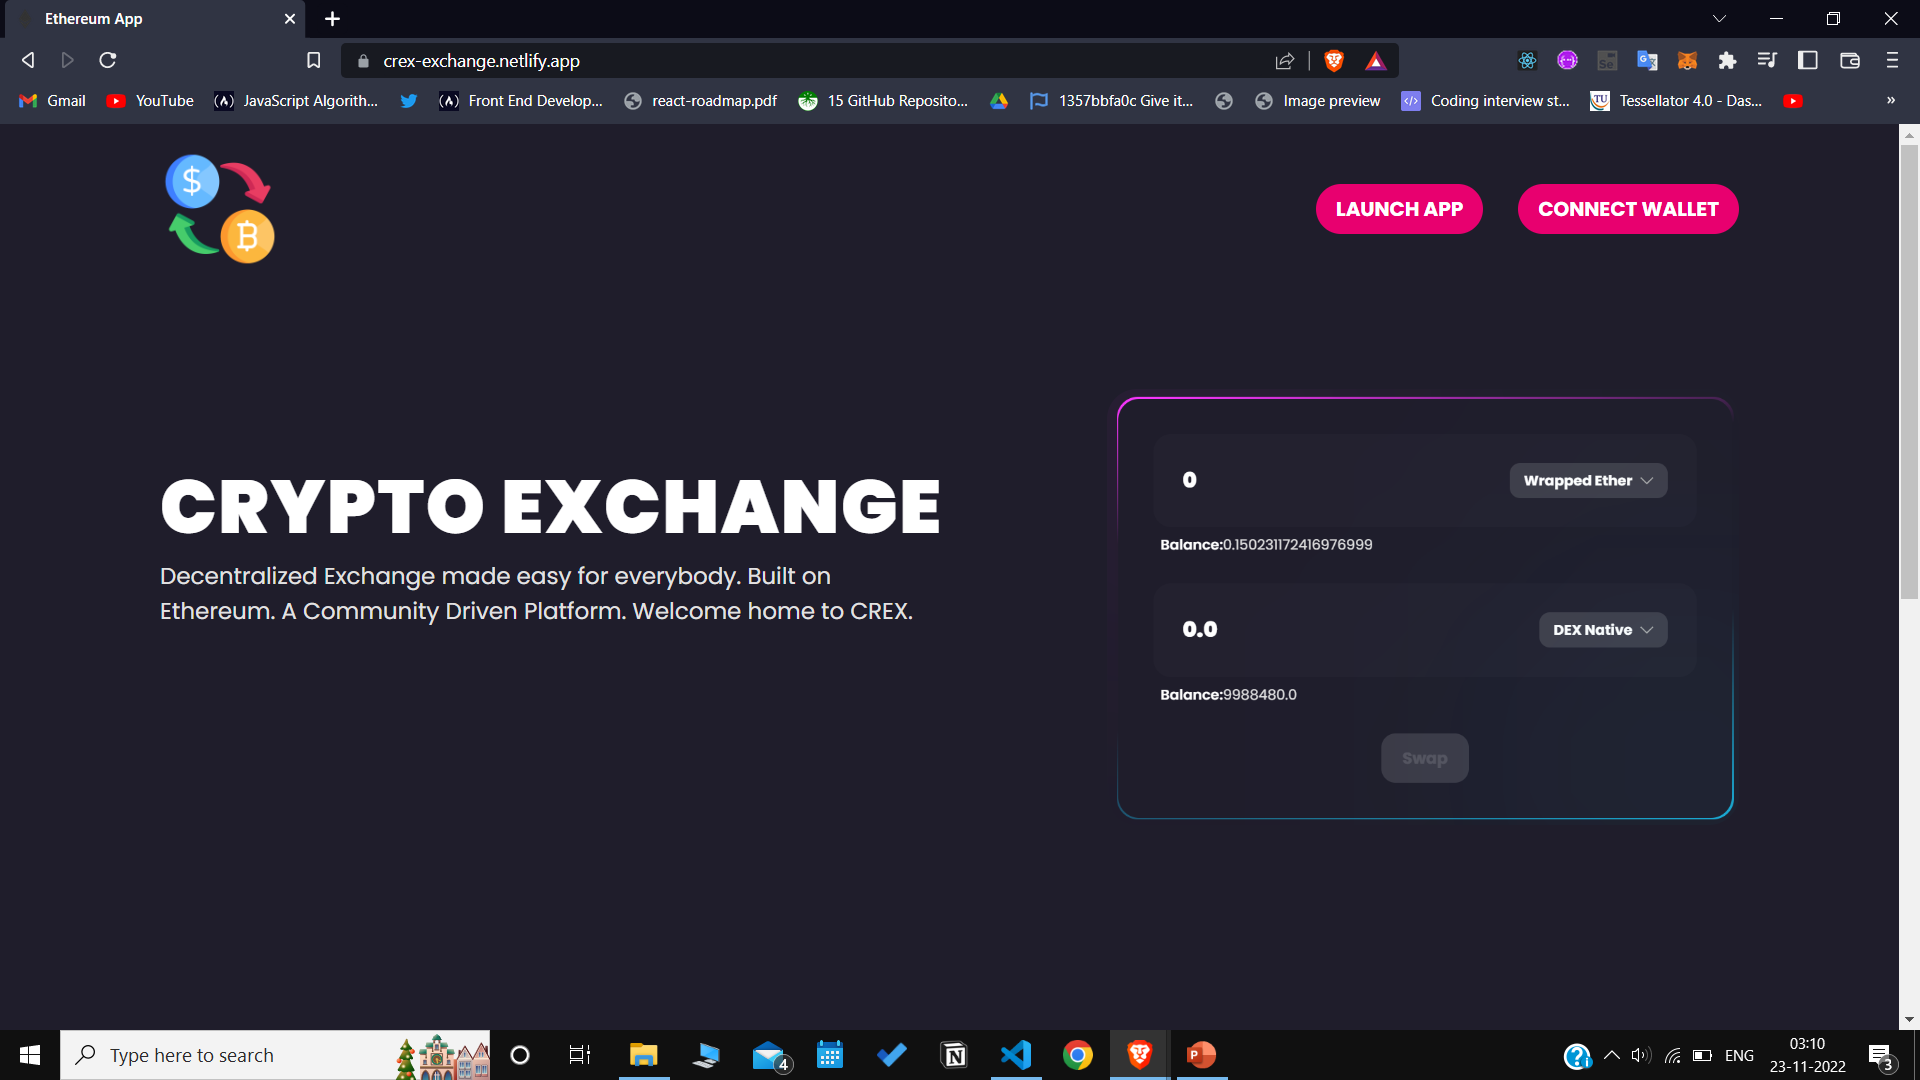 Ethereum App
crex-exchange.netlify.app
Gmail YouTube JavaScript Algorith... Front End Develop... react-roadmap.pdf 15 GitHub Reposito... 1357bbfa0c Give it... Image preview Coding interview st... Tessellator 4.0 - Das... »
LAUNCH APP CONNECT WALLET
CRYPTO EXCHANGE
Decentralized Exchange made easy for everybody. Built on
Ethereum. A Community Driven Platform. Welcome home to CREX.
0 Wrapped Ether
Balance:0.150231172416976999
0.0 DEX Native
Balance:9988480.0
Swap
Type here to search
4
ENG
03:10
23-11-2022
3